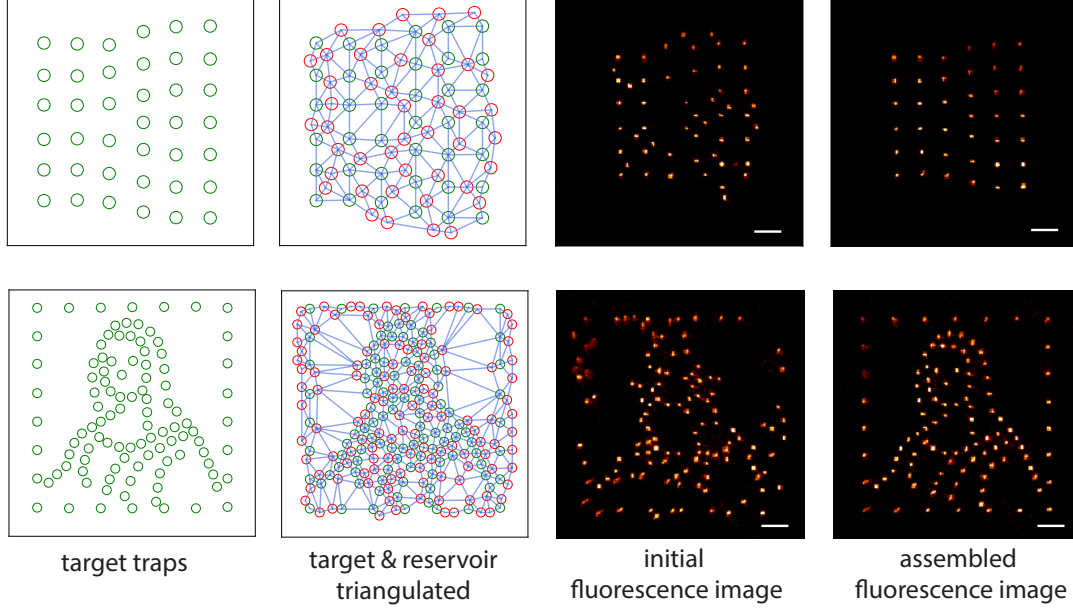 target traps
target & reservoir
triangulated
initial
fluorescence image
assembled
fluorescence image